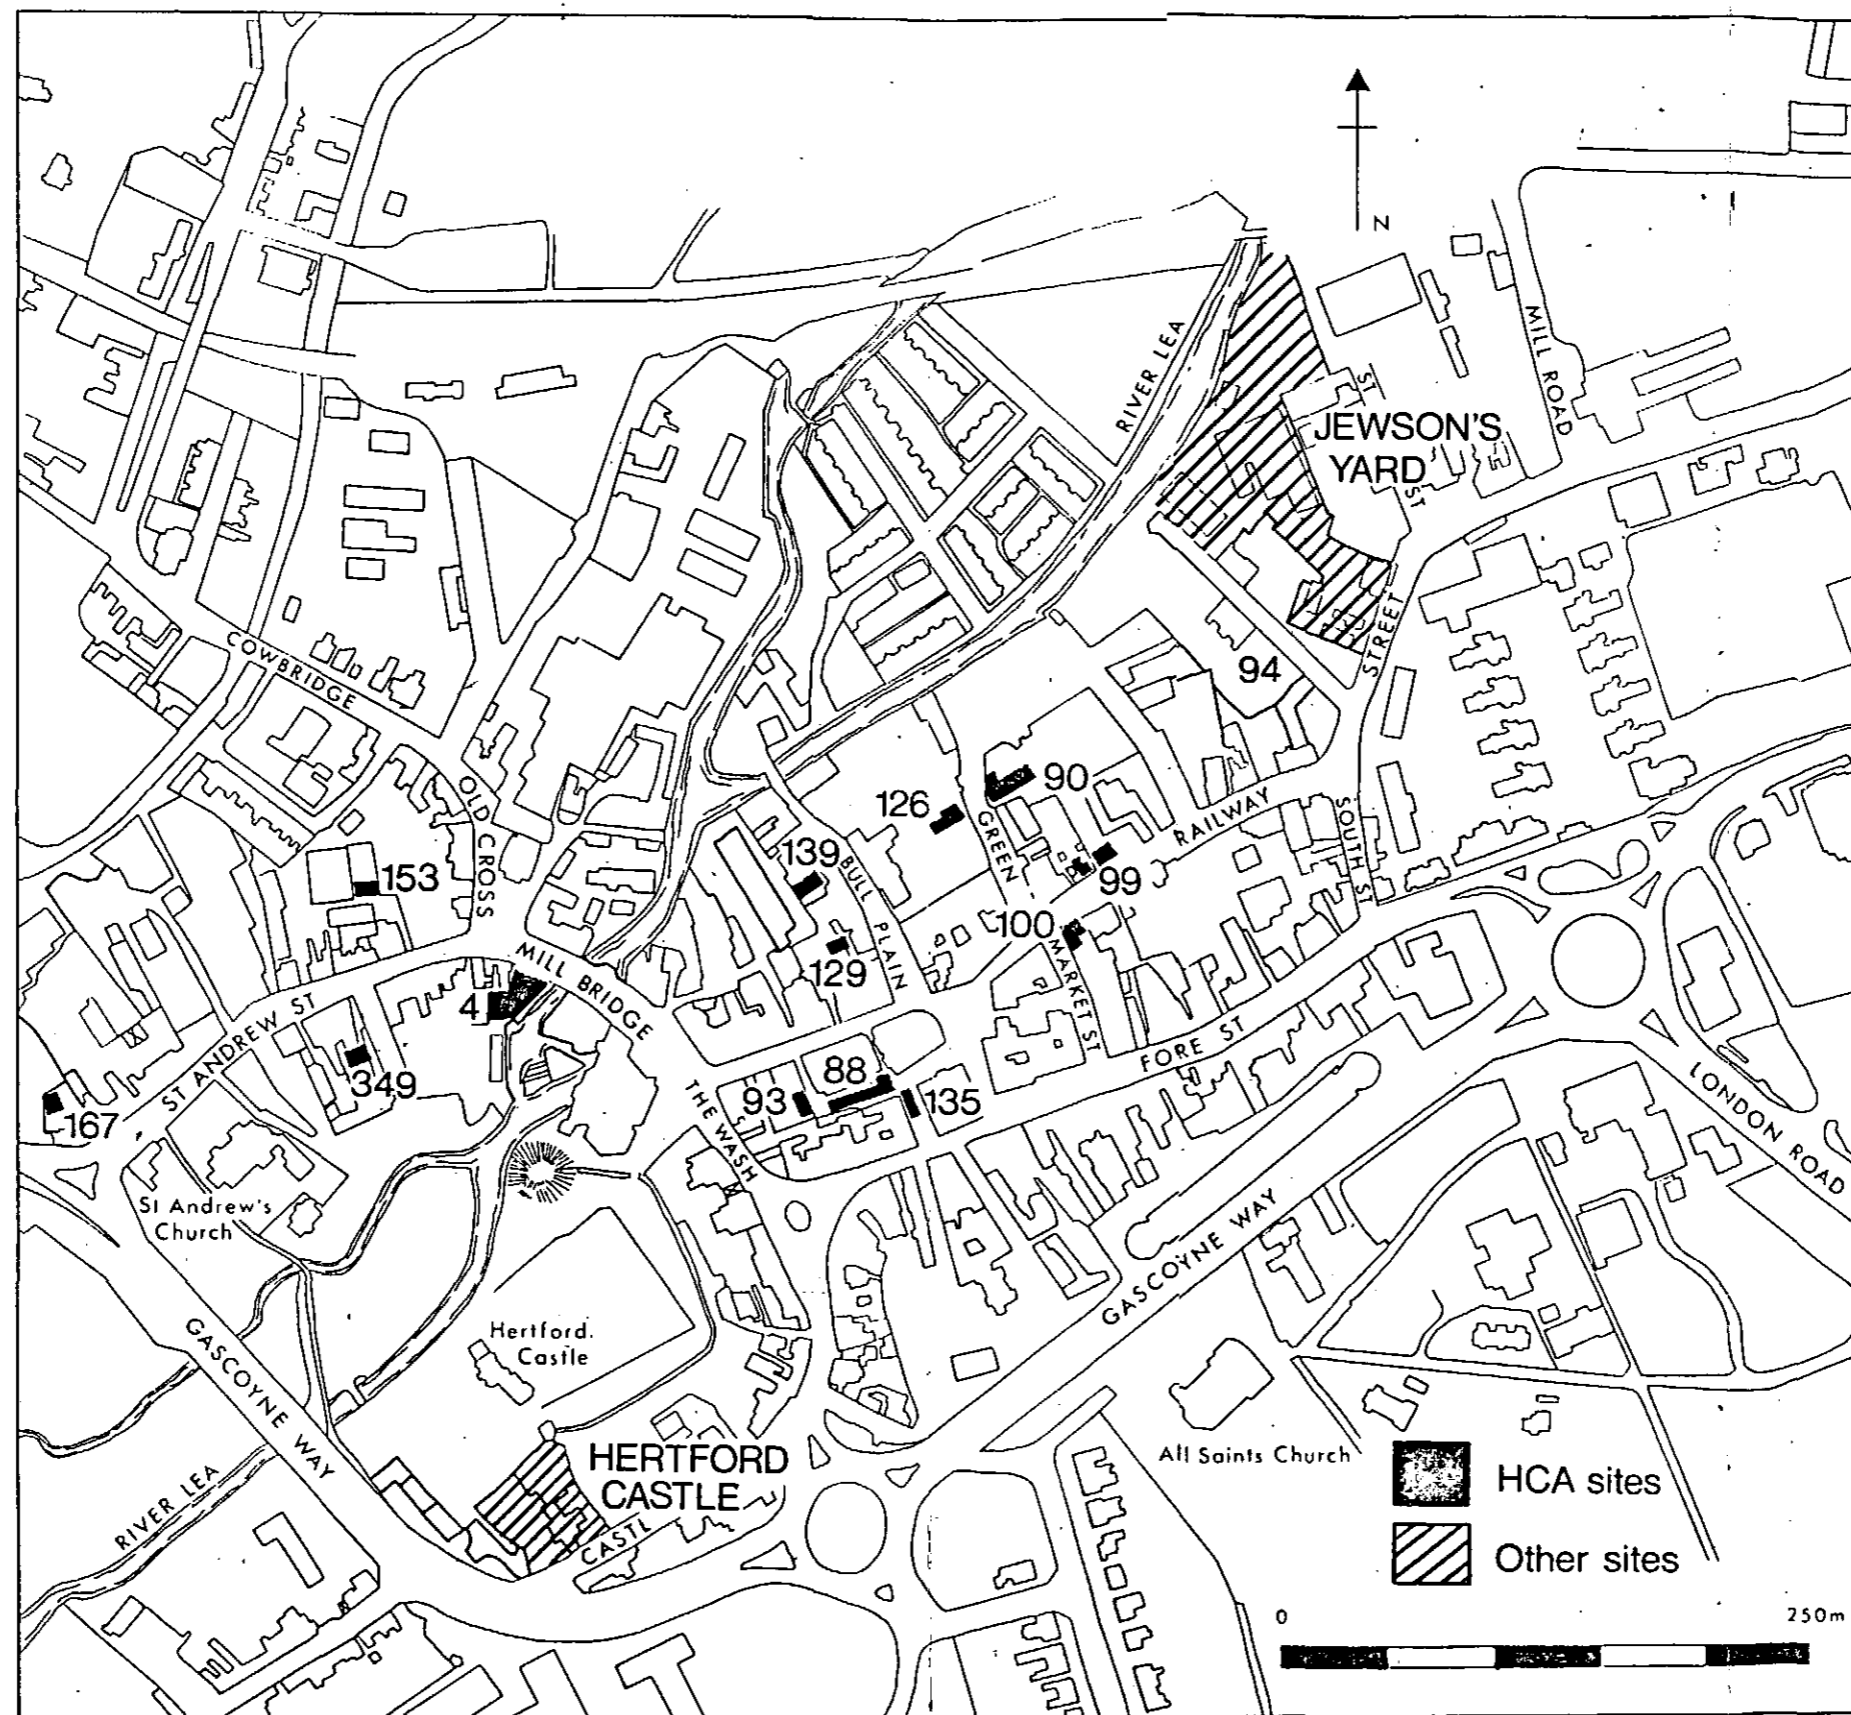 N
RIVER LEA
MILL ROAD
ST
JEWSON'S
YARD
ST
STREET
COWBRIDGE
94
OLD CROSS
90
126
GREEN
RAILWAY
SOUTH ST
139
BULL PLAIN
153
99
100
129
MARKET ST
MILL BRIDGE
4
ST ANDREW ST
349
167
THE WASH
93
88
135
FORE ST
LONDON ROAD
St Andrew's
Church
GASCOYNE WAY
GASCOYNE WAY
Hertford.
Castle
HERTFORD
CASTLE
CASTL
RIVER LEA
All Saints Church
HCA sites
Other sites
0
250m